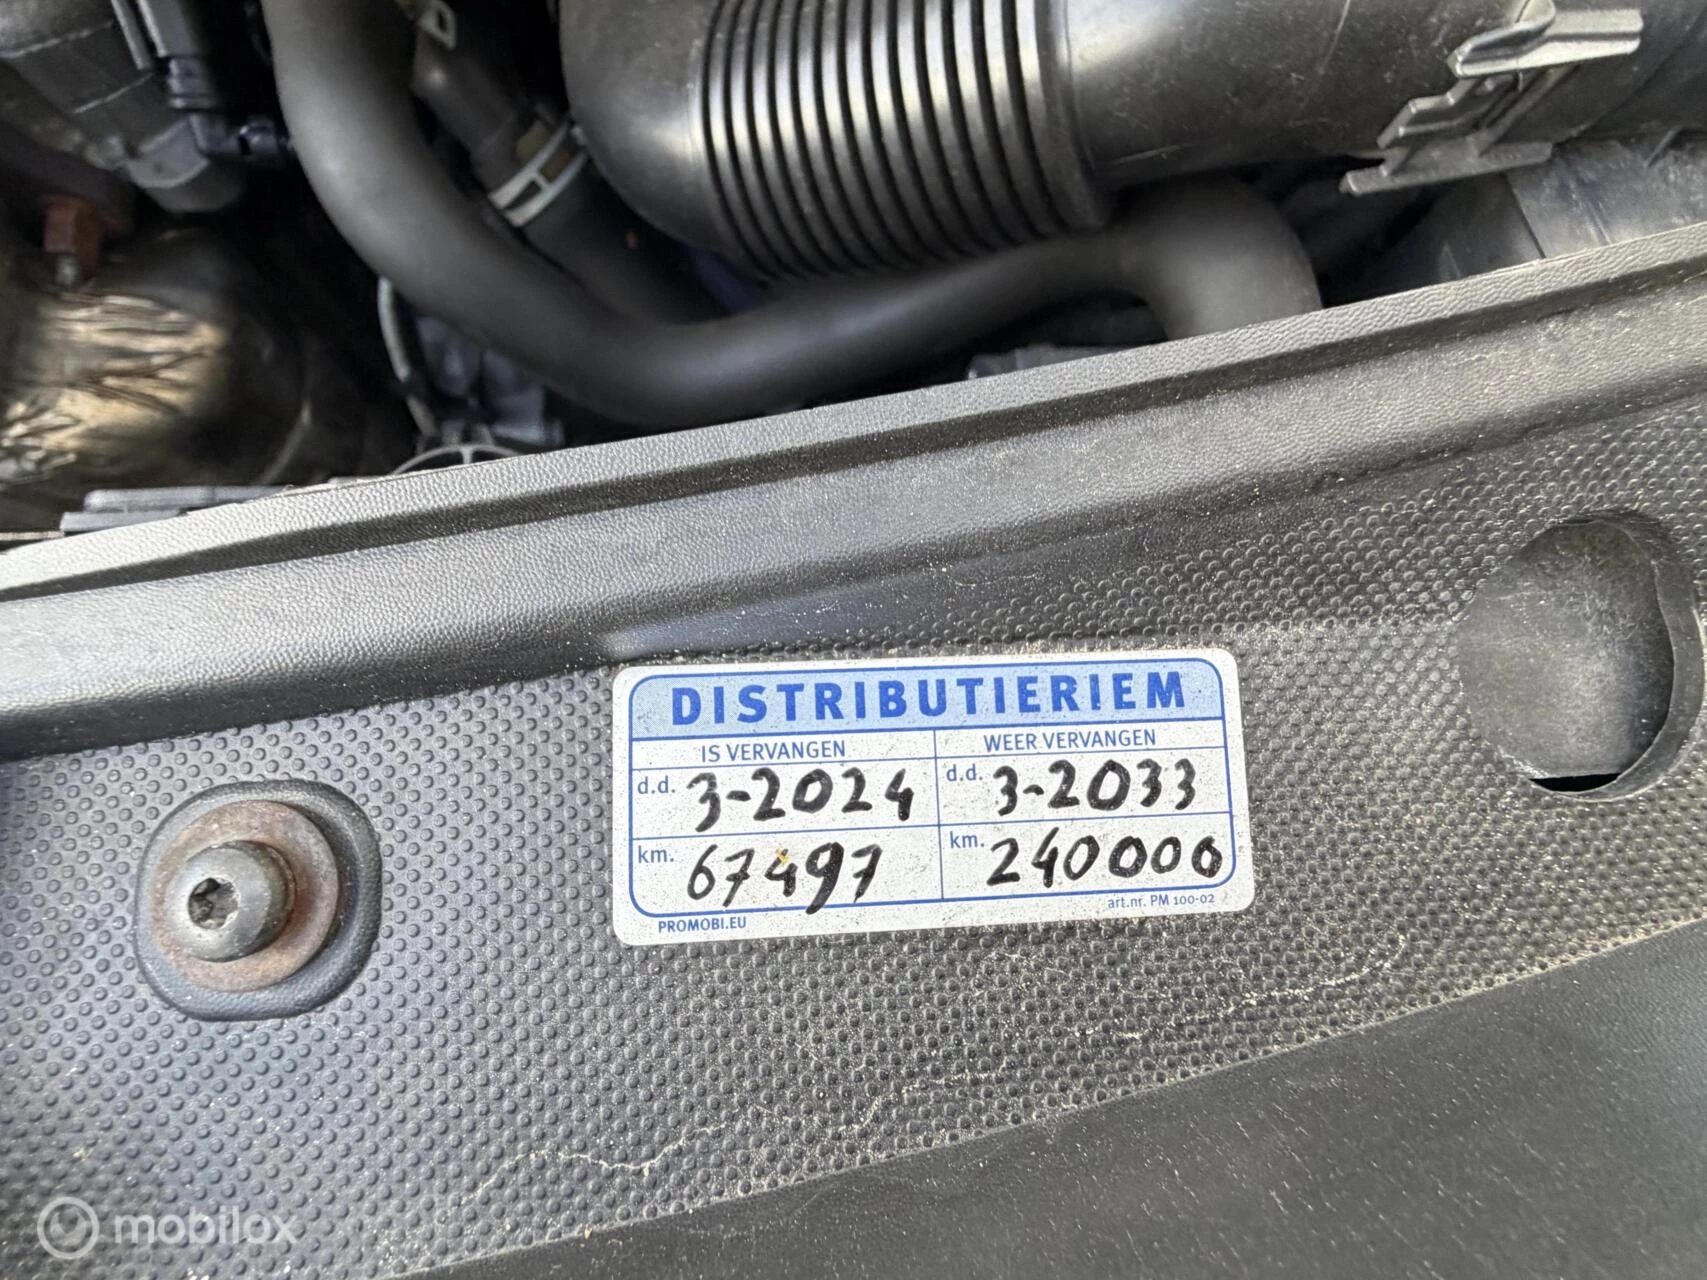 DISTRIBUTIERIEM
IS VERVANGEN WEER VERVANGEN
d.d. 3-2024 d.d. 3-2033
km. 67497 km. 240000
PROMOBI.EU art.nr. PM 100-02
mobilox